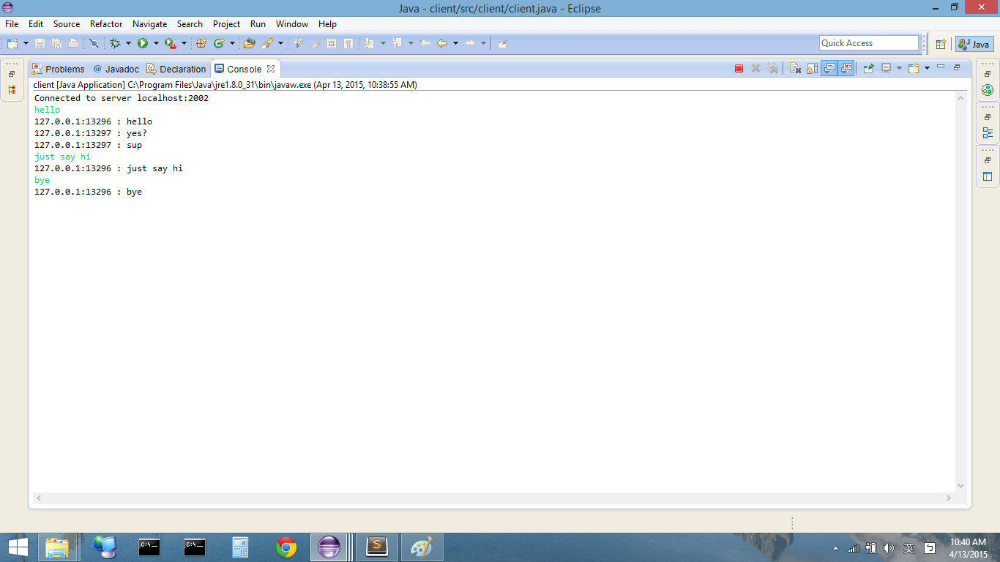 Java - client/src/client/client.java - Eclipse
File Edit Source Refactor Navigate Search Project Run Window Help
Quick Access
Java
Problems @ Javadoc Declaration Console
client [Java Application] C:\Program Files\Java\jre1.8.0_31\bin\javaw.exe (Apr 13, 2015, 10:38:55 AM)
Connected to server localhost:2002
hello
127.0.0.1:13296 : hello
127.0.0.1:13297 : yes?
127.0.0.1:13297 : sup
just say hi
127.0.0.1:13296 : just say hi
bye
127.0.0.1:13296 : bye
C:\_
C:\_
S
英
ㄅ
10:40 AM
4/13/2015